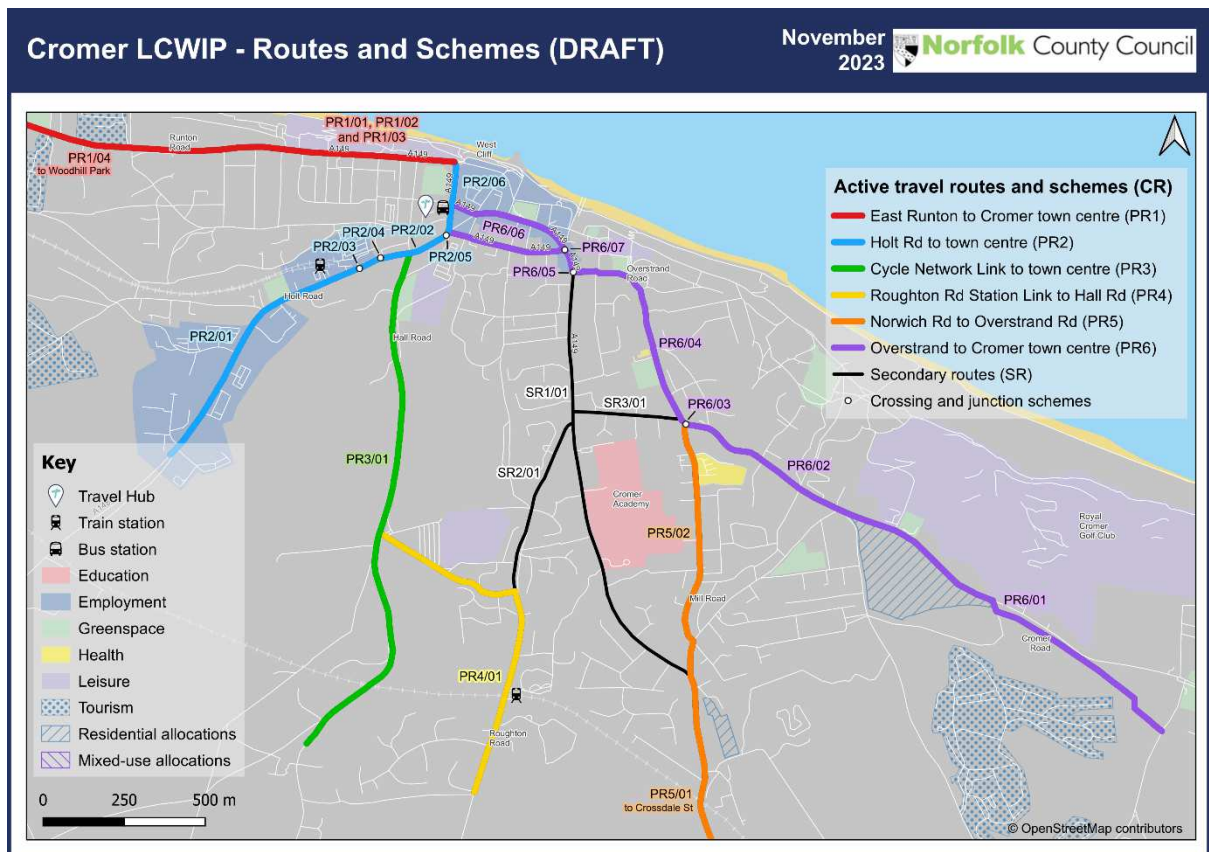 Cromer LCWIP - Routes and Schemes (DRAFT)
November
2023
Norfolk County Council
PR1/01, PR1/02
and PR1/03
Runton
Road
PR1/04
to Woodhill Park
A149
A149
West
Cliff
A149
PR2/06
A149
A149
PR6/06
A149
A149
PR6/07
A149
PR2/04
PR2/02
PR2/03
PR2/05
PR6/05
Overstrand
Road
Holt Road
PR2/01
Hall Road
A149
PR6/04
SR1/01
SR3/01
PR6/03
PR3/01
SR2/01
PR6/02
Cromer
Academy
PR5/02
Royal
Cromer
Golf Club
A149
Mill Road
PR6/01
Cromer
Road
PR4/01
Roughton
Road
PR5/01
to Crossdale St
Active travel routes and schemes (CR)
East Runton to Cromer town centre (PR1)
Holt Rd to town centre (PR2)
Cycle Network Link to town centre (PR3)
Roughton Rd Station Link to Hall Rd (PR4)
Norwich Rd to Overstrand Rd (PR5)
Overstrand to Cromer town centre (PR6)
Secondary routes (SR)
Crossing and junction schemes
Key
Travel Hub
Train station
Bus station
Education
Employment
Greenspace
Health
Leisure
Tourism
Residential allocations
Mixed-use allocations
0 250 500 m
© OpenStreetMap contributors